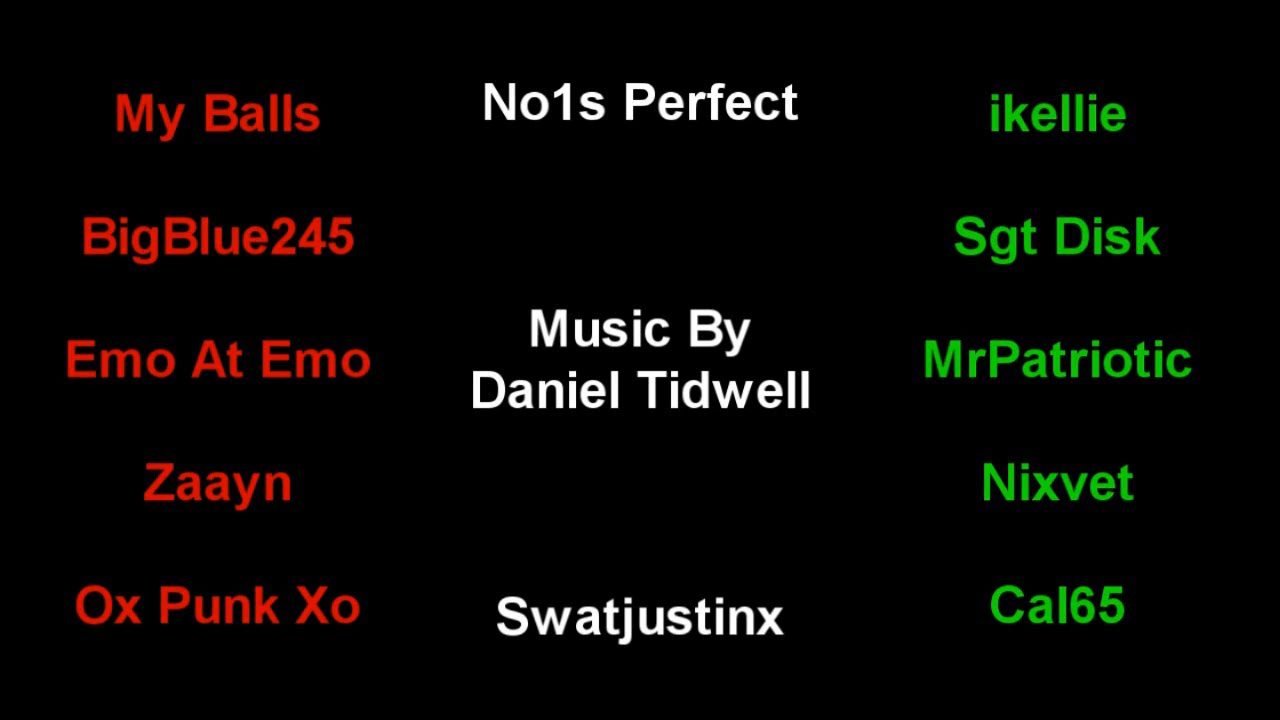 My Balls
BigBlue245
Emo At Emo
Zaayn
Ox Punk Xo
No1s Perfect
Music By
Daniel Tidwell
Swatjustinx
ikellie
Sgt Disk
MrPatriotic
Nixvet
Cal65